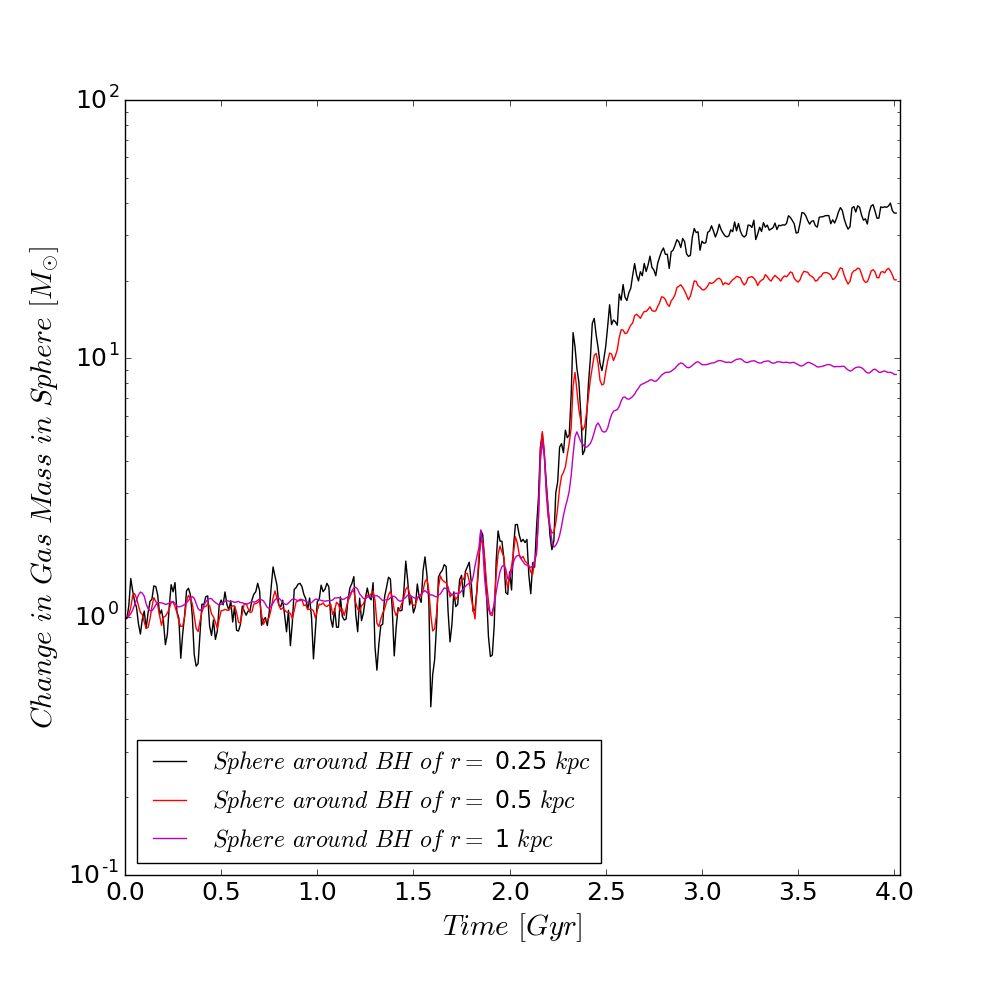 10^2
10^1
10^0
10^-1
Change in Gas Mass in Sphere [M_⊙]
Sphere around BH of r = 0.25 kpc
Sphere around BH of r = 0.5 kpc
Sphere around BH of r = 1 kpc
0.0 0.5 1.0 1.5 2.0 2.5 3.0 3.5 4.0
Time [Gyr]